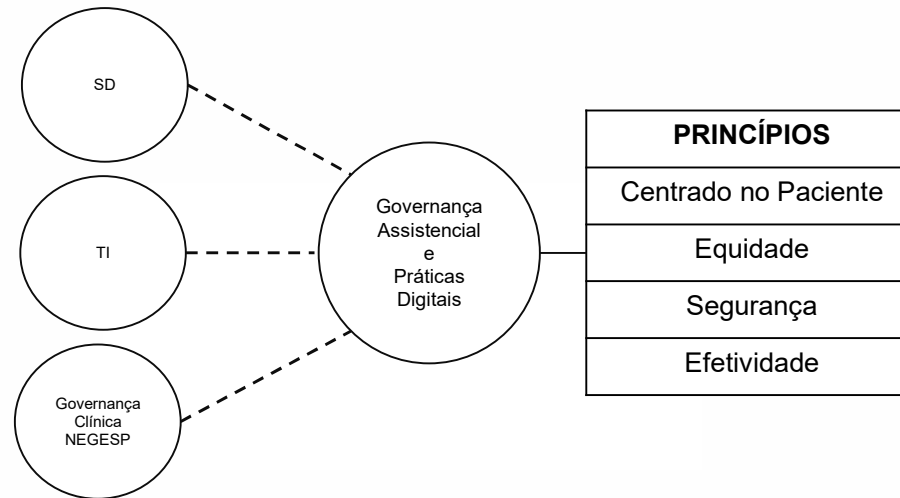 SD
TI
Governança
Clínica
NEGESP
Governança
Assistencial
e
Práticas
Digitais
PRINCÍPIOS
Centrado no Paciente
Equidade
Segurança
Efetividade